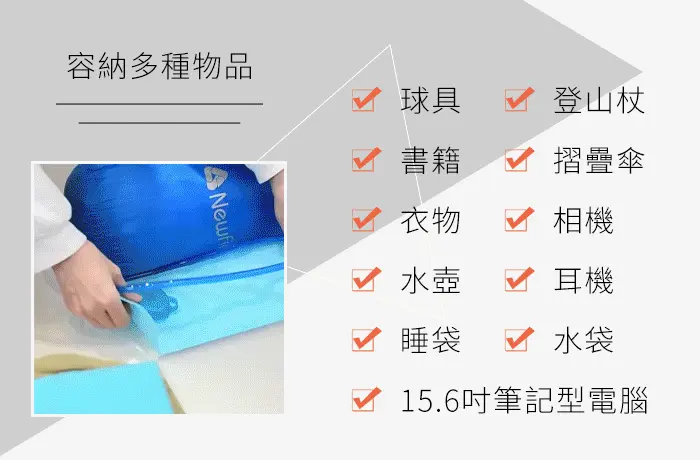 容納多種物品
球具
登山杖
書籍
摺疊傘
衣物
相機
水壺
耳機
睡袋
水袋
15.6吋筆記型電腦